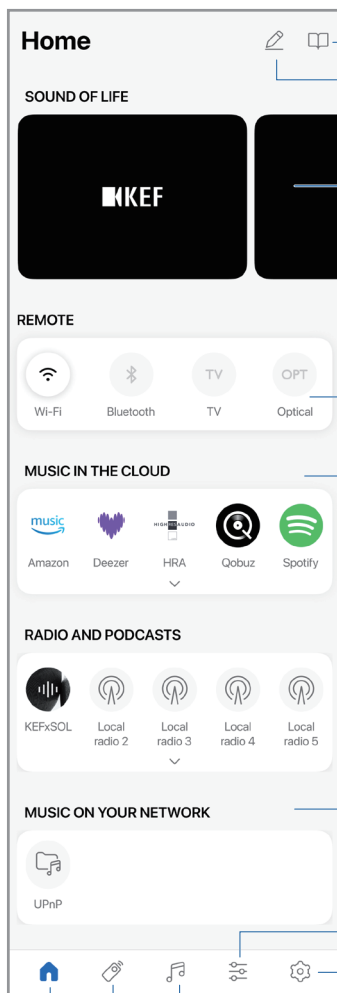 Home
SOUND OF LIFE
KEF
REMOTE
TV OPT
Wi-Fi Bluetooth TV Optical
MUSIC IN THE CLOUD
music HIGHRESAUDIO
Amazon Deezer HRA Qobuz Spotify
RADIO AND PODCASTS
KEFxSOL Local Local Local Local
radio 2 radio 3 radio 4 radio 5
MUSIC ON YOUR NETWORK
UPnP